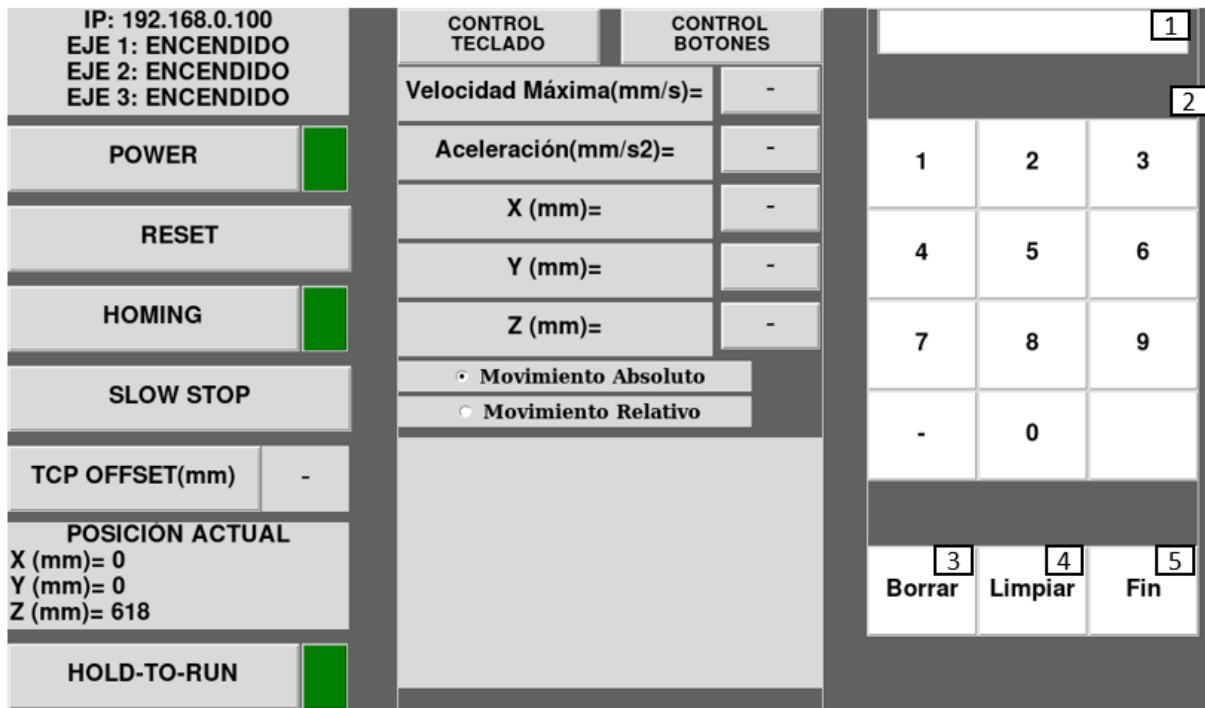 IP: 192.168.0.100
EJE 1: ENCENDIDO
EJE 2: ENCENDIDO
EJE 3: ENCENDIDO
POWER
RESET
HOMING
SLOW STOP
TCP OFFSET(mm) -
POSICIÓN ACTUAL
X (mm)= 0
Y (mm)= 0
Z (mm)= 618
HOLD-TO-RUN
CONTROL
TECLADO
CONTROL
BOTONES
Velocidad Máxima(mm/s)= -
Aceleración(mm/s2)= -
X (mm)= -
Y (mm)= -
Z (mm)= -
Movimiento Absoluto
Movimiento Relativo
1
2
1 2 3
4 5 6
7 8 9
- 0
3 4 5
Borrar Limpiar Fin